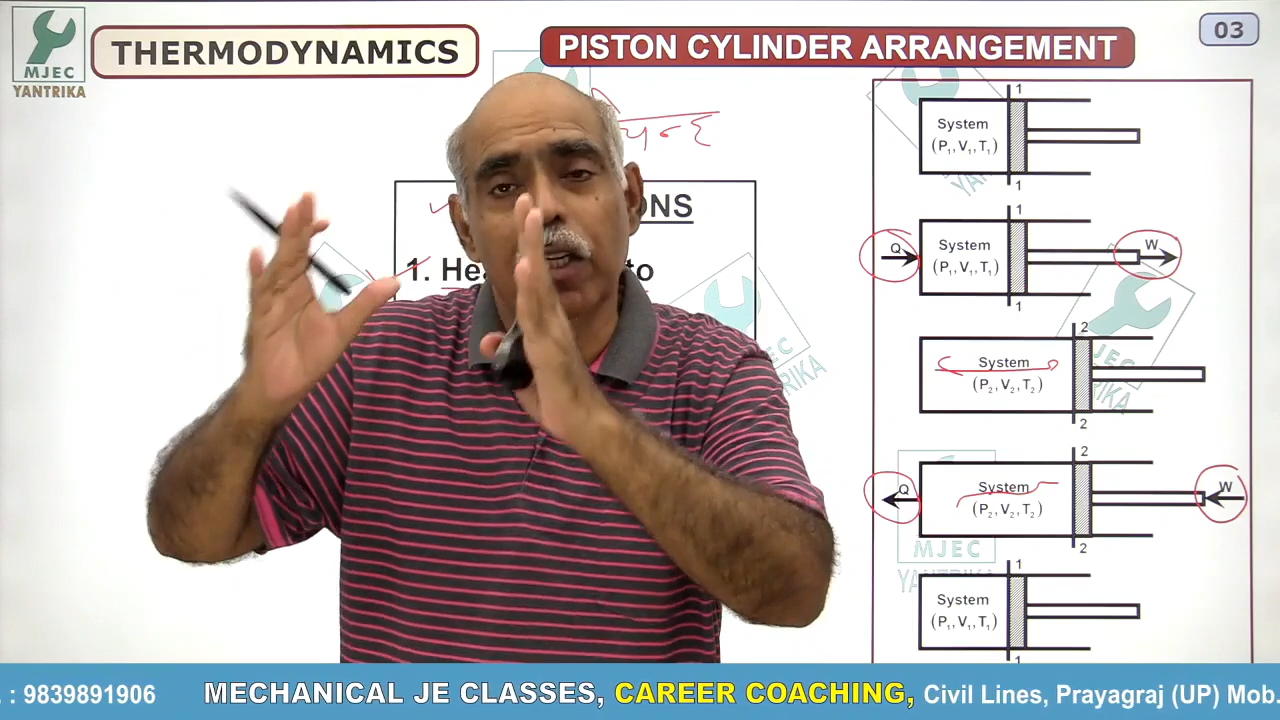 THERMODYNAMICS
PISTON CYLINDER ARRANGEMENT
03
MJEC
YANTRIKA
1. He
to
1
System
(P₁, V₁, T₁)
1
1
Q
System
(P₁, V₁, T₁)
W
1
2
System
(P₂, V₂, T₂)
2
2
Q
System
(P₂, V₂, T₂)
W
2
1
System
(P₁, V₁, T₁)
1
MJEC
: 9839891906 MECHANICAL JE CLASSES, CAREER COACHING, Civil Lines, Prayagraj (UP) Mob.